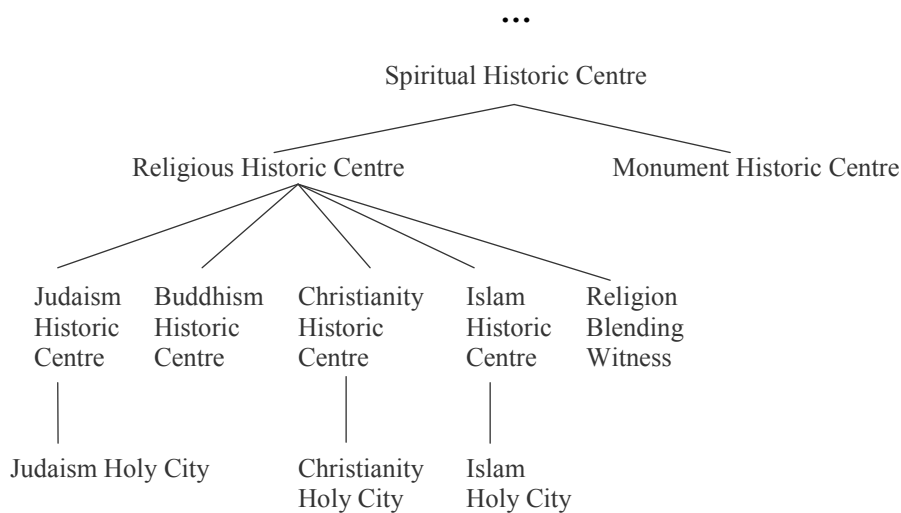 ...
Spiritual Historic Centre
Religious Historic Centre
Monument Historic Centre
Judaism
Historic
Centre
Buddhism
Historic
Centre
Christianity
Historic
Centre
Islam
Historic
Centre
Religion
Blending
Witness
Judaism Holy City
Christianity
Holy City
Islam
Holy City